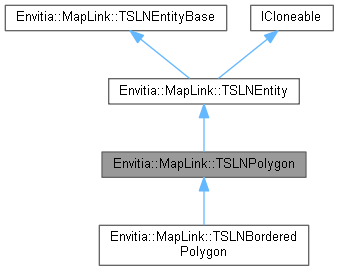 Envitia::MapLink::TSLNEntityBase
ICloneable
Envitia::MapLink::TSLNEntity
Envitia::MapLink::TSLNPolygon
Envitia::MapLink::TSLNBordered
Polygon